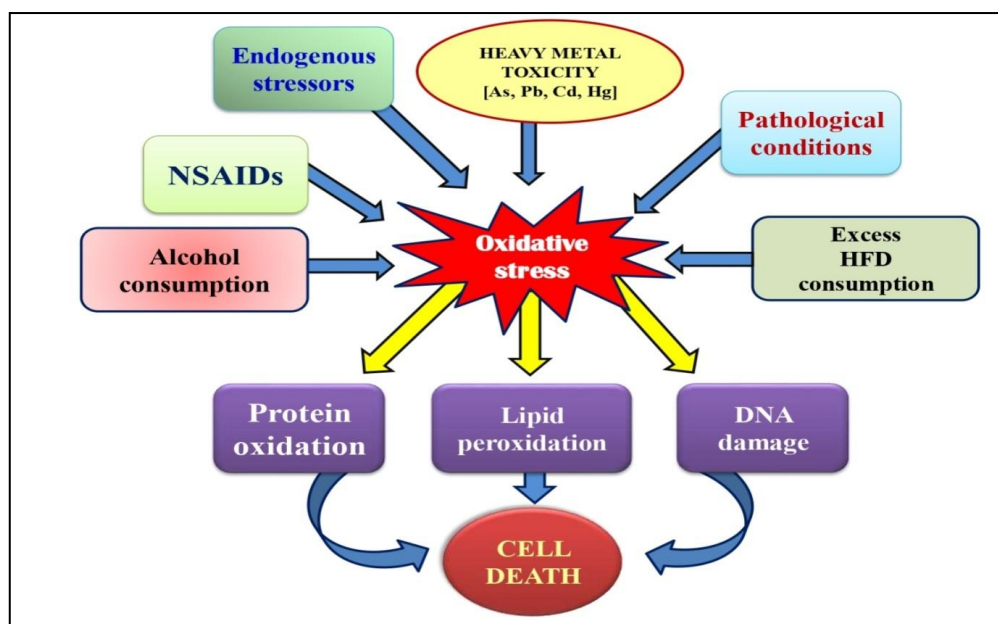 Endogenous
stressors
HEAVY METAL
TOXICITY
[As, Pb, Cd, Hg]
Pathological
conditions
NSAIDs
Alcohol
consumption
Oxidative
stress
Excess
HFD
consumption
Protein
oxidation
Lipid
peroxidation
DNA
damage
CELL
DEATH